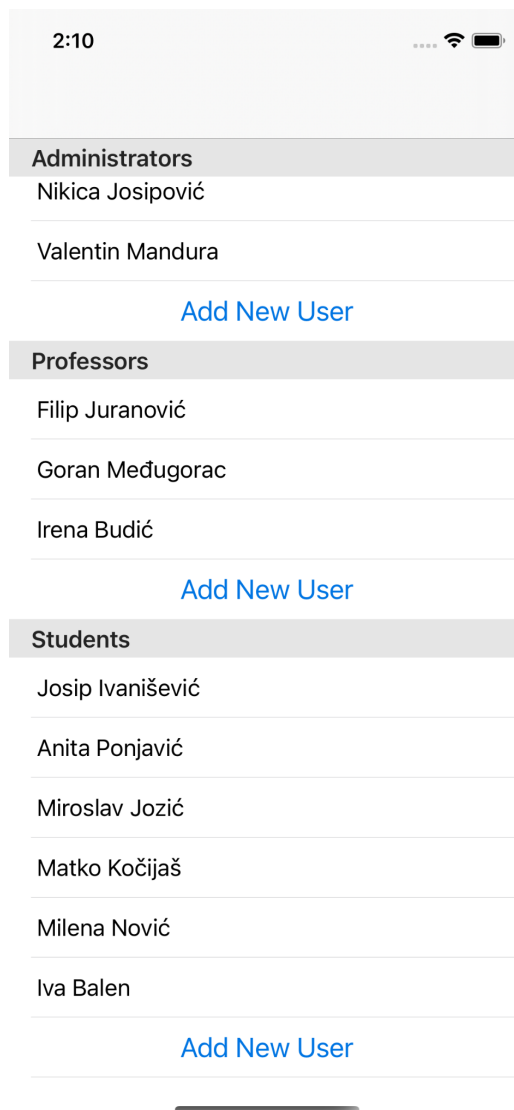 2:10
Administrators
Nikica Josipović
Valentin Mandura
Add New User
Professors
Filip Juranović
Goran Međugorac
Irena Budić
Add New User
Students
Josip Ivanišević
Anita Ponjavić
Miroslav Jozić
Matko Kočijaš
Milena Nović
Iva Balen
Add New User